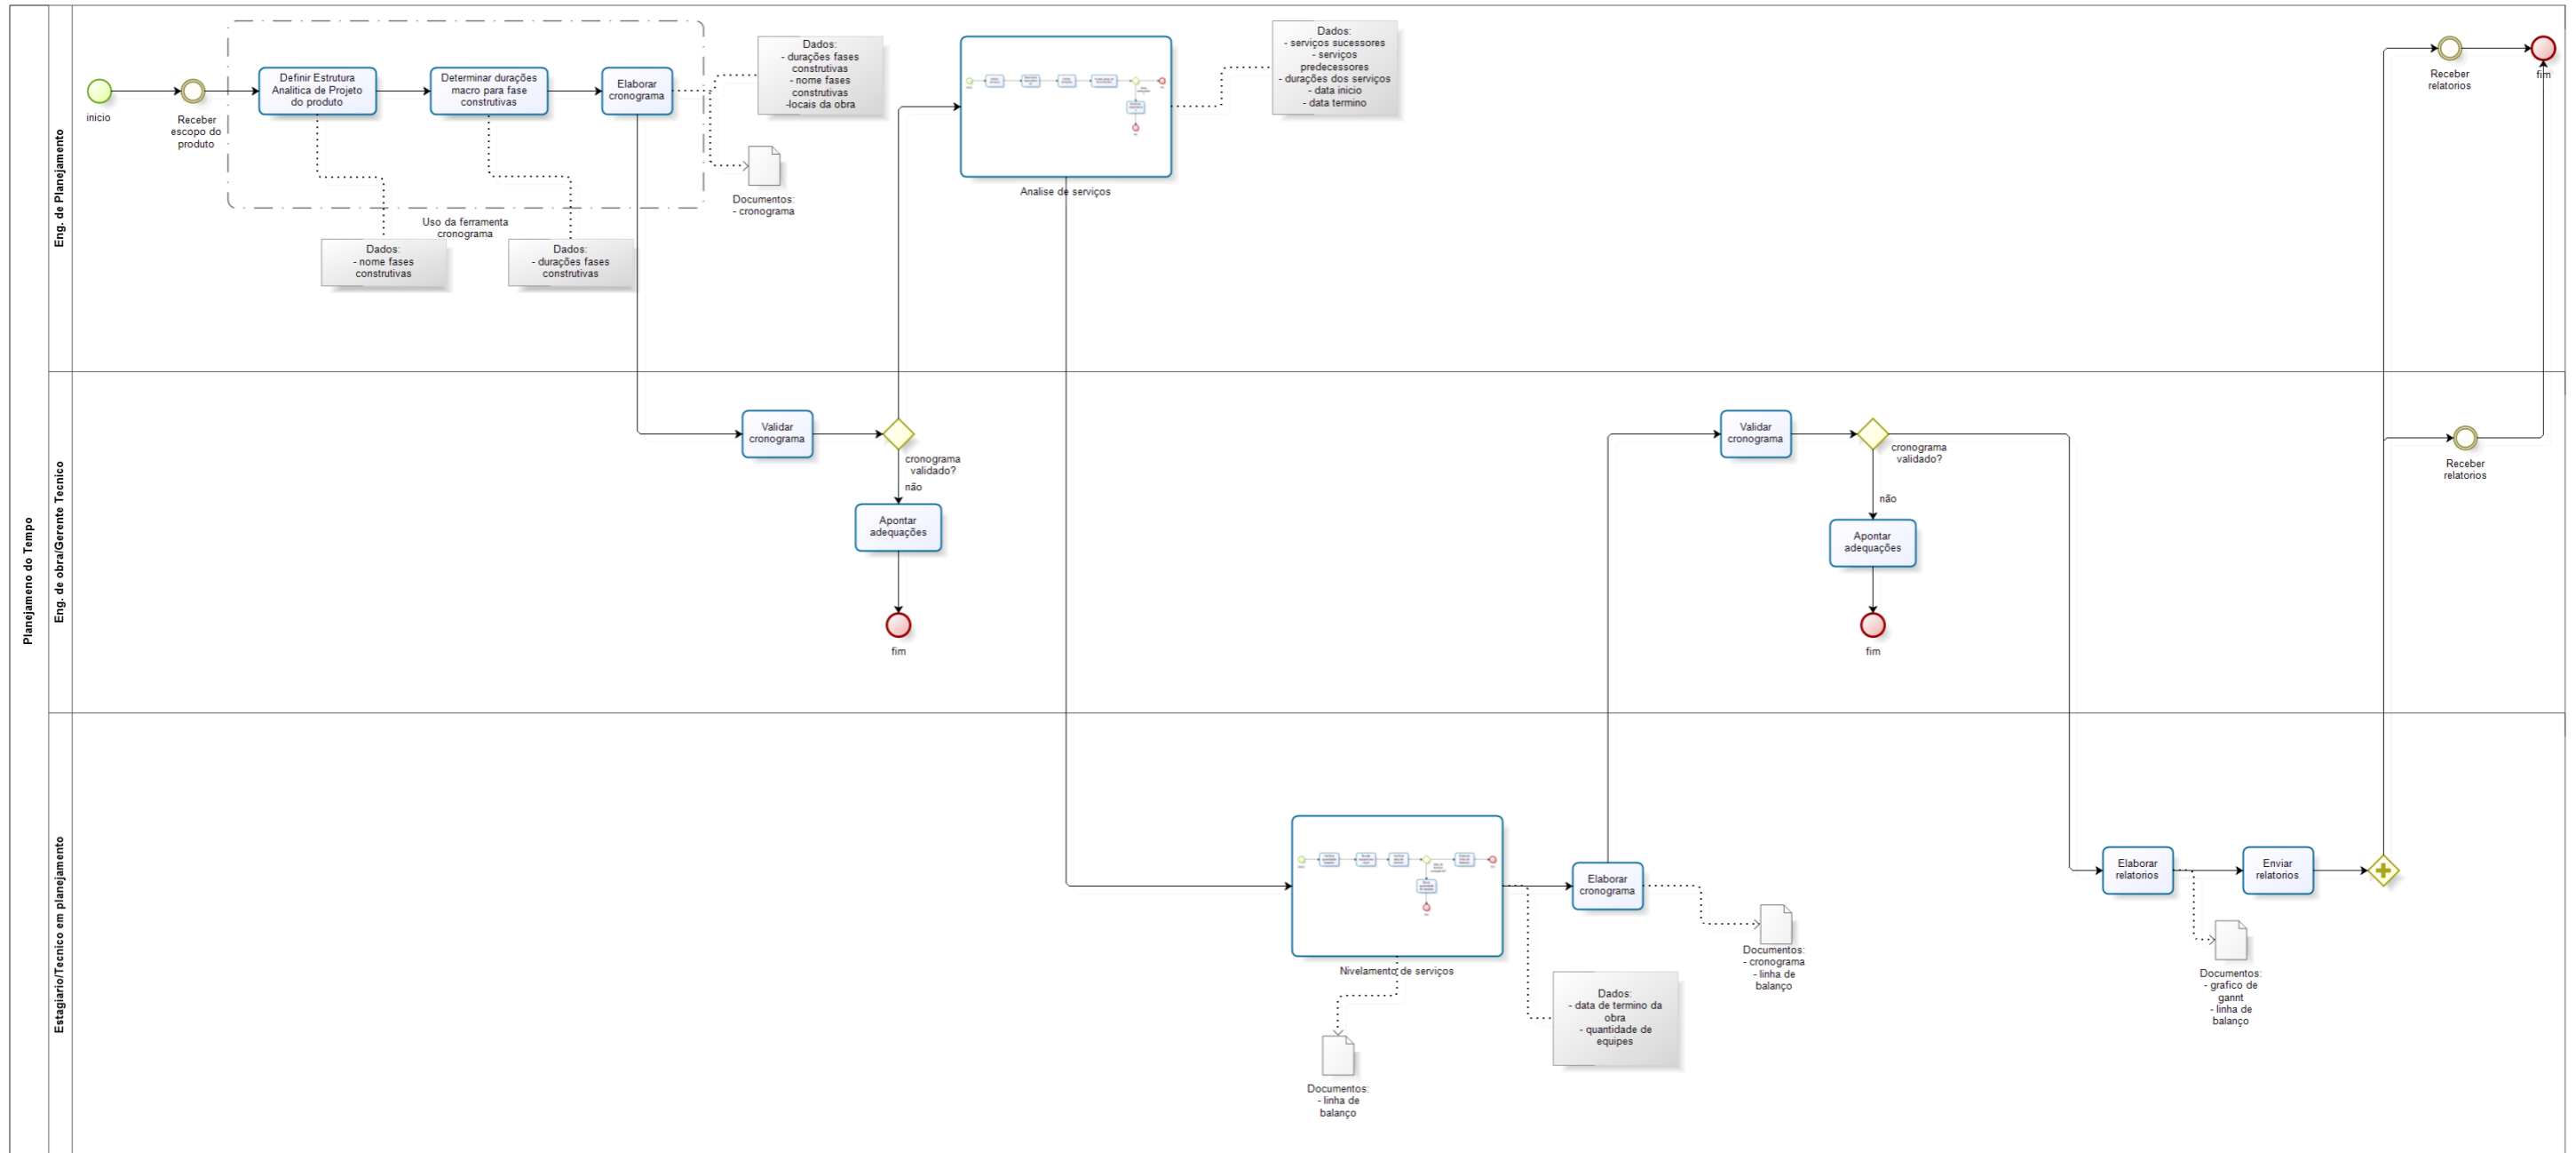 Planejameno do Tempo
Eng. de Planejamento
inicio
Receber
escopo do
produto
Definir Estrutura
Analitica de Projeto
do produto
Determinar durações
macro para fase
construtivas
Elaborar
cronograma
Uso da ferramenta
cronograma
Dados:
- nome fases
construtivas
Dados:
- durações fases
construtivas
Dados:
- durações fases
construtivas
- nome fases
construtivas
-locais da obra
Documentos:
- cronograma
Analise de serviços
Dados:
- serviços sucessores
- serviços
predecessores
- durações dos serviços
- data inicio
- data termino
Receber
relatorios
fim
Eng. de obra/Gerente Tecnico
Validar
cronograma
cronograma
validado?
não
Apontar
adequações
fim
Validar
cronograma
cronograma
validado?
não
Apontar
adequações
fim
Receber
relatorios
Estagiario/Tecnico em planejamento
Nivelamento de serviços
Documentos:
- linha de
balanço
Elaborar
cronograma
Dados:
- data de termino da
obra
- quantidade de
equipes
Documentos:
- cronograma
- linha de
balanço
Elaborar
relatorios
Enviar
relatorios
Documentos:
- grafico de
gannt
- linha de
balanço